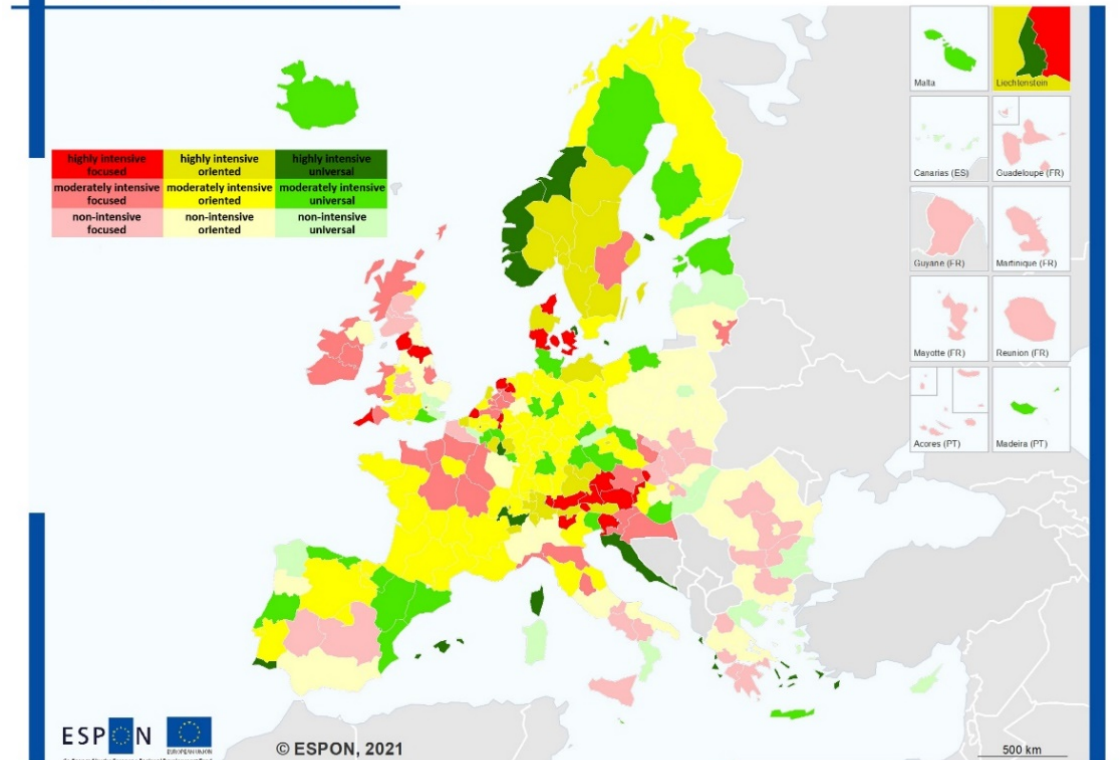 Malta
Liechtenstein
Canarias (ES)
Guadeloupe (FR)
highly intensive focused
highly intensive oriented
highly intensive universal
moderately intensive focused
moderately intensive oriented
moderately intensive universal
non-intensive focused
non-intensive oriented
non-intensive universal
Guyane (FR)
Martinique (FR)
Mayotte (FR)
Reunion (FR)
Acores (PT)
Madeira (PT)
ESPON
EUROPEAN UNION
© ESPON, 2021
500 km